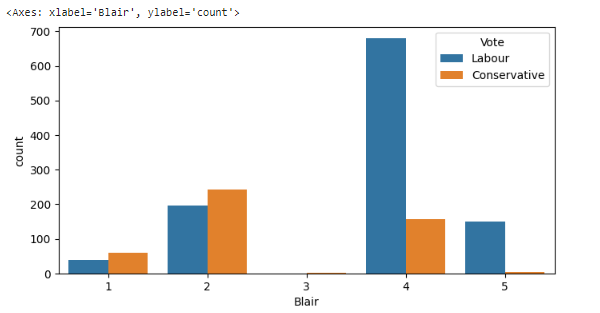 <Axes: xlabel='Blair', ylabel='count'>
700
600
500
400
300
200
100
0
count
Vote
Labour
Conservative
1 2 3 4 5
Blair